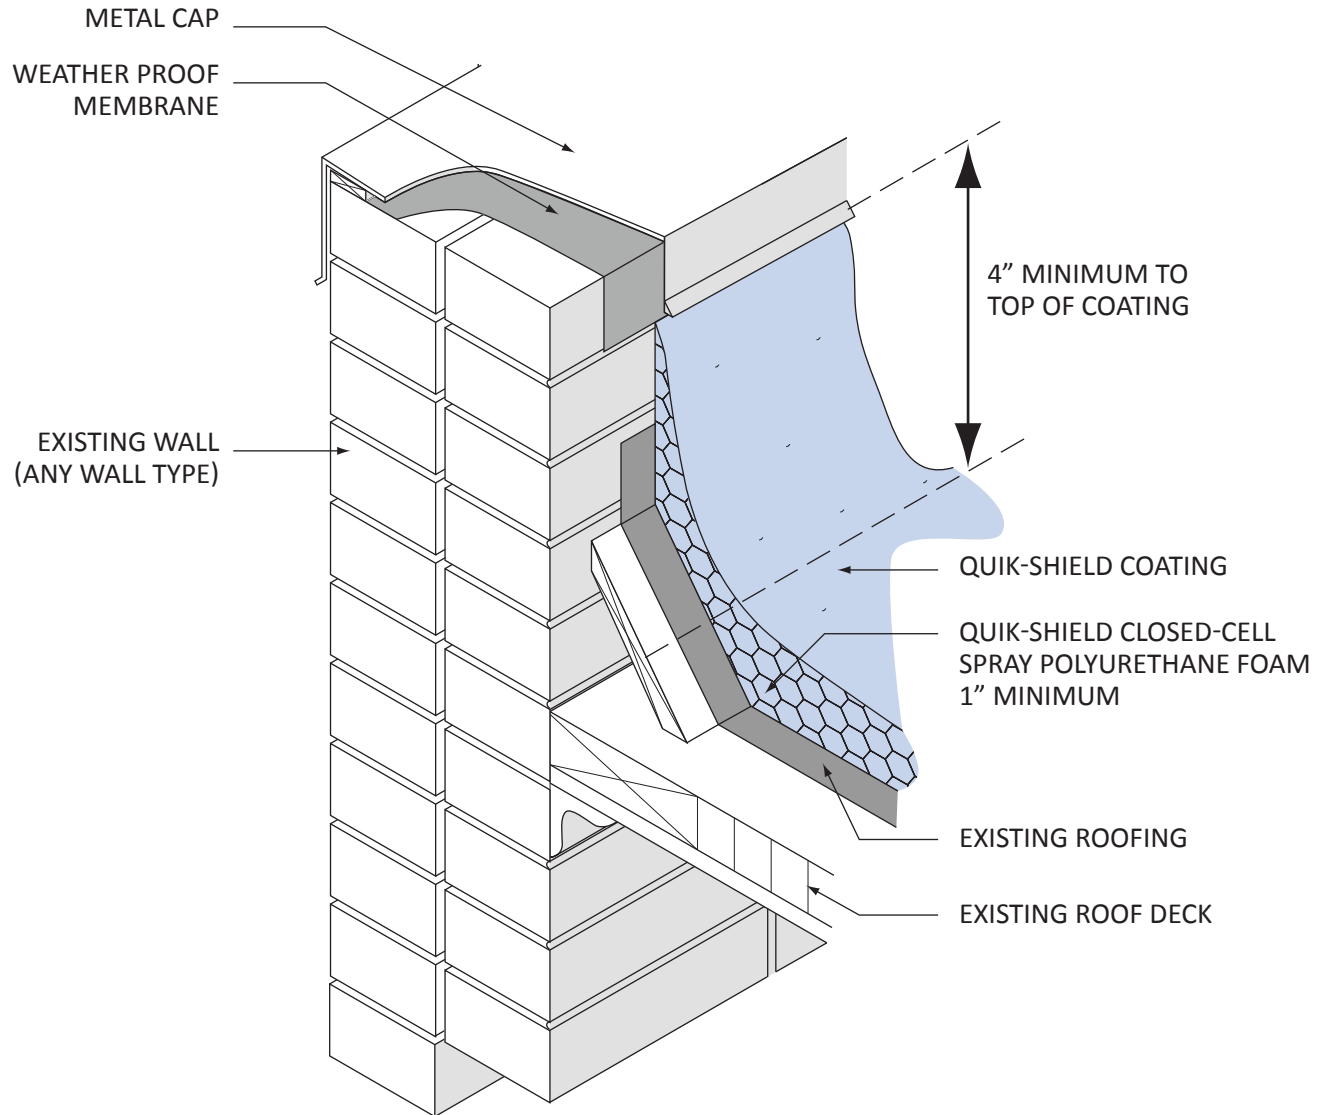 METAL CAP
WEATHER PROOF
MEMBRANE
4” MINIMUM TO
TOP OF COATING
EXISTING WALL
(ANY WALL TYPE)
QUIK-SHIELD COATING
QUIK-SHIELD CLOSED-CELL
SPRAY POLYURETHANE FOAM
1” MINIMUM
EXISTING ROOFING
EXISTING ROOF DECK